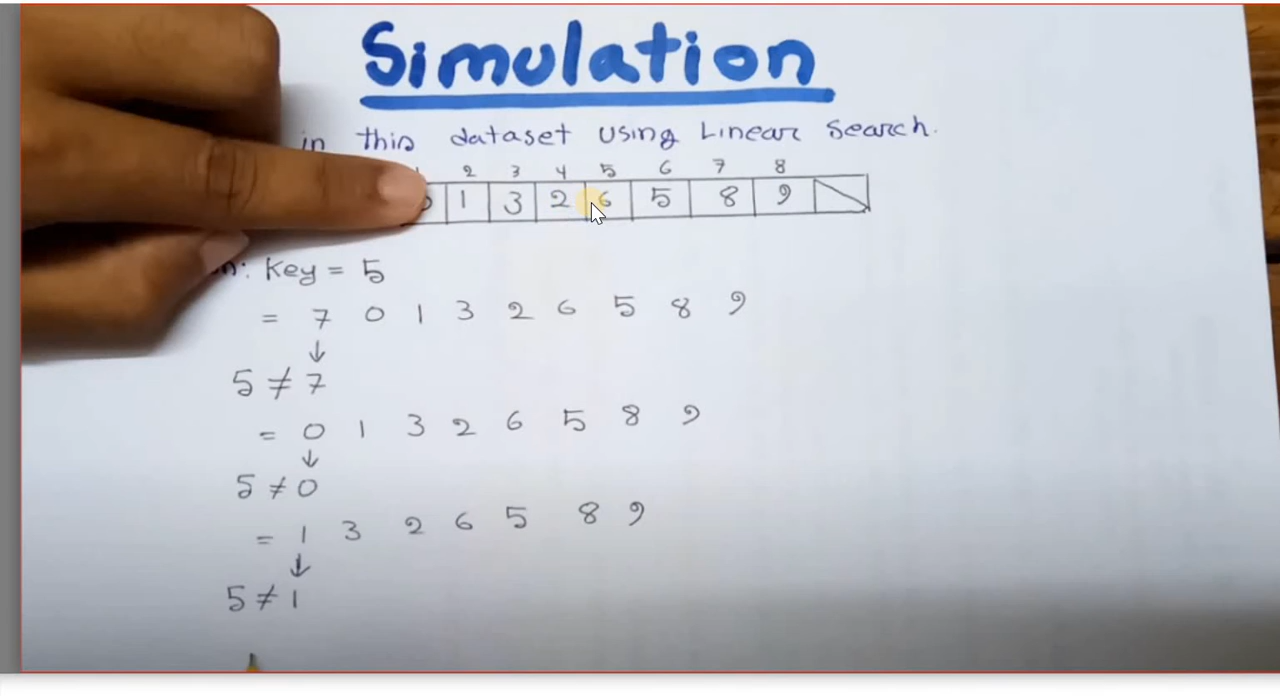 Simulation
in this dataset using Linear Search.
2 3 4 5 6 7 8
1 3 2 6 5 8 9
Key = 5
= 7 0 1 3 2 6 5 8 9
↓
5 ≠ 7
= 0 1 3 2 6 5 8 9
↓
5 ≠ 0
= 1 3 2 6 5 8 9
↓
5 ≠ 1